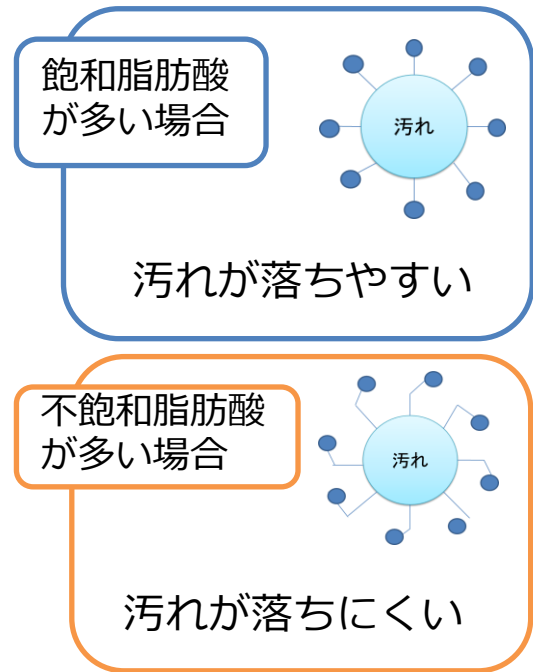 飽和脂肪酸
が多い場合
汚れ
汚れが落ちやすい
不飽和脂肪酸
が多い場合
汚れ
汚れが落ちにくい